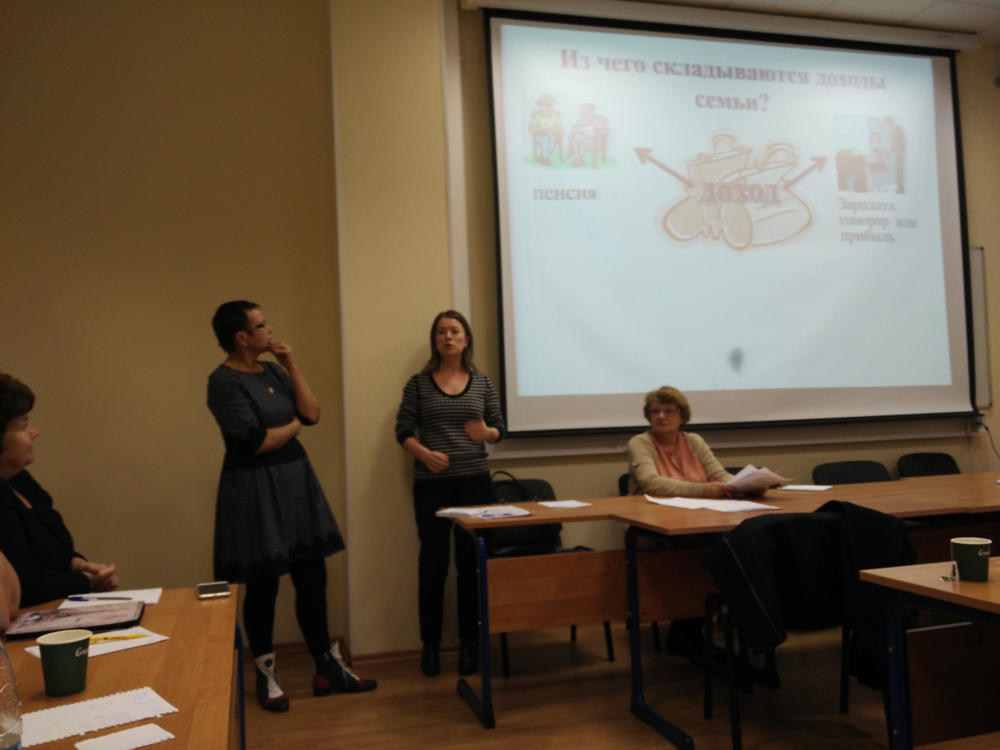 Из чего складываются доходы
семьи?
пенсия
доход
Зарплата,
гонорар или
прибыль